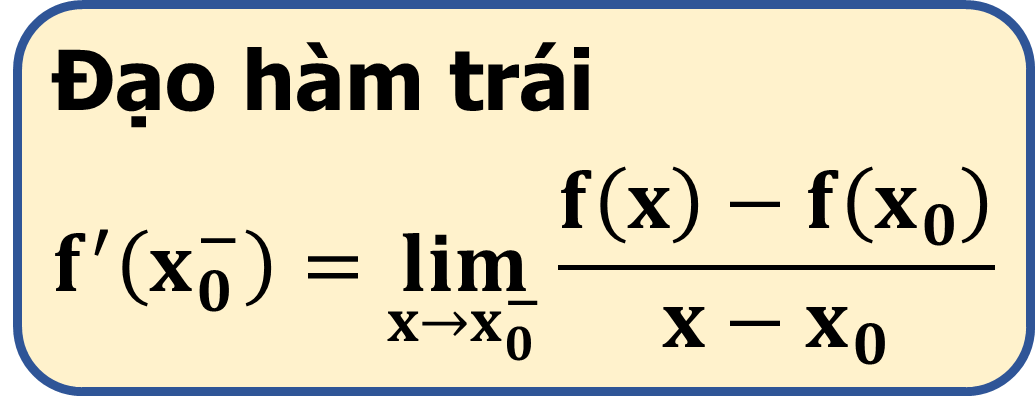 Đạo hàm trái
f′(x₀⁻) = lim_{x→x₀⁻} (f(x) − f(x₀))/(x − x₀)